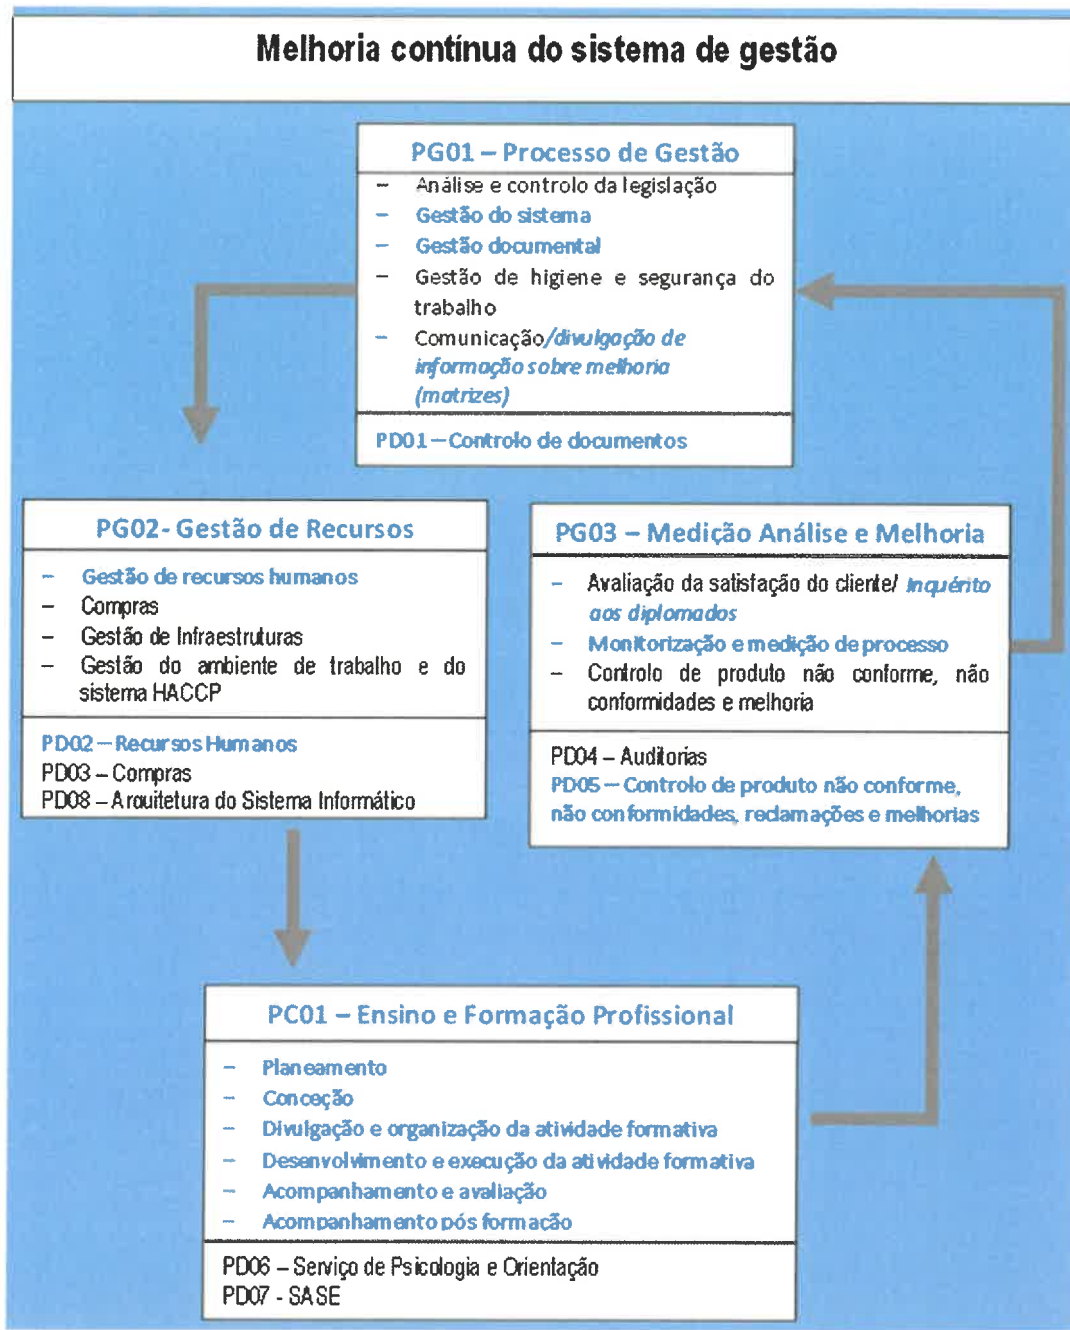 Melhoria contínua do sistema de gestão
PG01 – Processo de Gestão
– Análise e controlo da legislação
– Gestão do sistema
– Gestão documental
– Gestão de higiene e segurança do
trabalho
– Comunicação/divulgação de
informação sobre melhoria
(matrizes)
PD01 – Controlo de documentos
PG02- Gestão de Recursos
– Gestão de recursos humanos
– Compras
– Gestão de Infraestruturas
– Gestão do ambiente de trabalho e do
sistema HACCP
PD02 – Recursos Humanos
PD03 – Compras
PD08 – Arquitetura do Sistema Informático
PG03 – Medição Análise e Melhoria
– Avaliação da satisfação do cliente/ Inquérito
aos diplomados
– Monitorização e medição de processo
– Controlo de produto não conforme, não
conformidades e melhoria
PD04 – Auditorias
PD05 – Controlo de produto não conforme,
não conformidades, reclamações e melhorias
PC01 – Ensino e Formação Profissional
– Planeamento
– Conceção
– Divulgação e organização da atividade formativa
– Desenvolvimento e execução da atividade formativa
– Acompanhamento e avaliação
– Acompanhamento pós formação
PD06 – Serviço de Psicologia e Orientação
PD07 - SASE